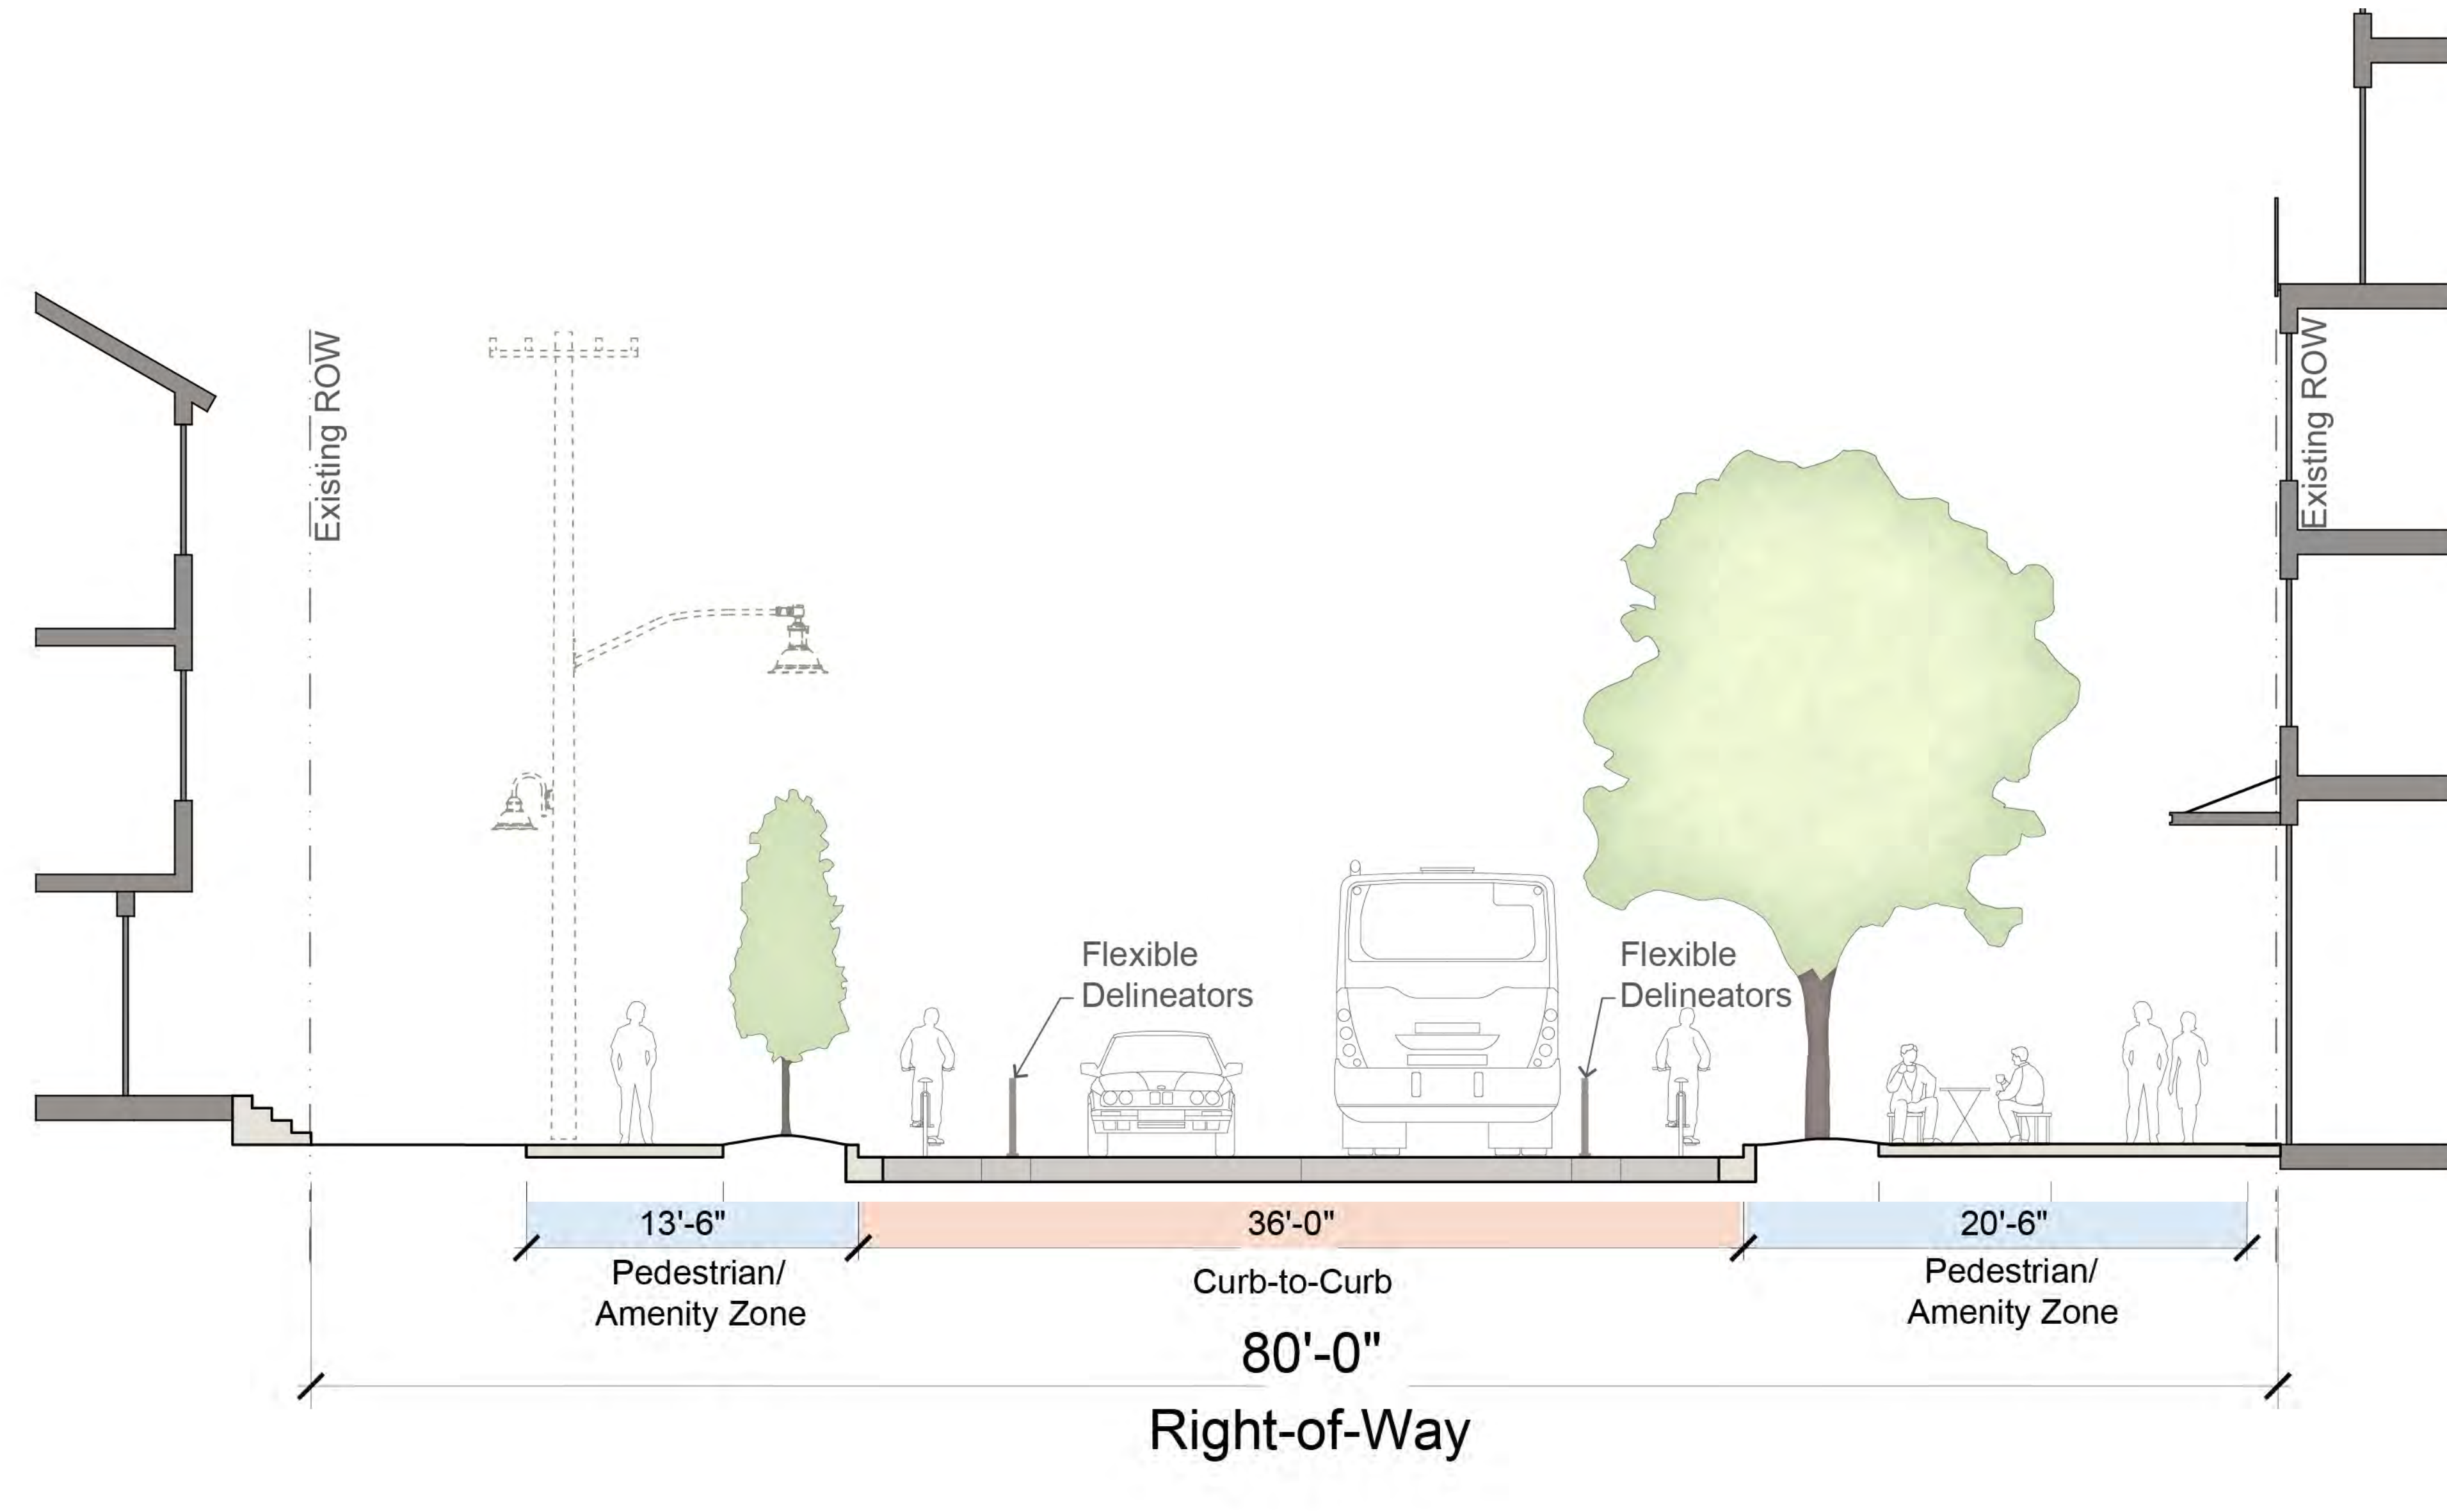 Existing ROW
Existing ROW
Flexible
Delineators
Flexible
Delineators
13'-6"
36'-0"
20'-6"
Pedestrian/
Amenity Zone
Curb-to-Curb
Pedestrian/
Amenity Zone
80'-0"
Right-of-Way